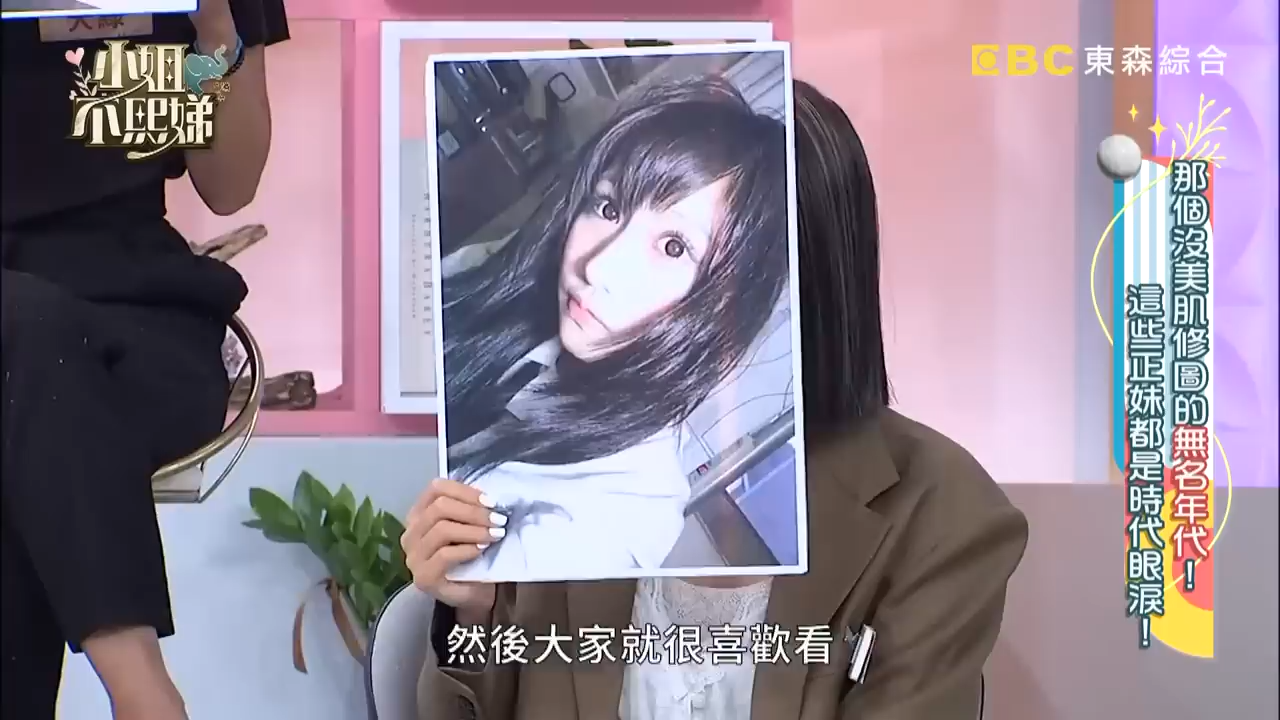 小姐
不熙娣
EBC 東森綜合
那個沒美肌修圖的無名年代！
這些正妹都是時代眼淚！
然後大家就很喜歡看